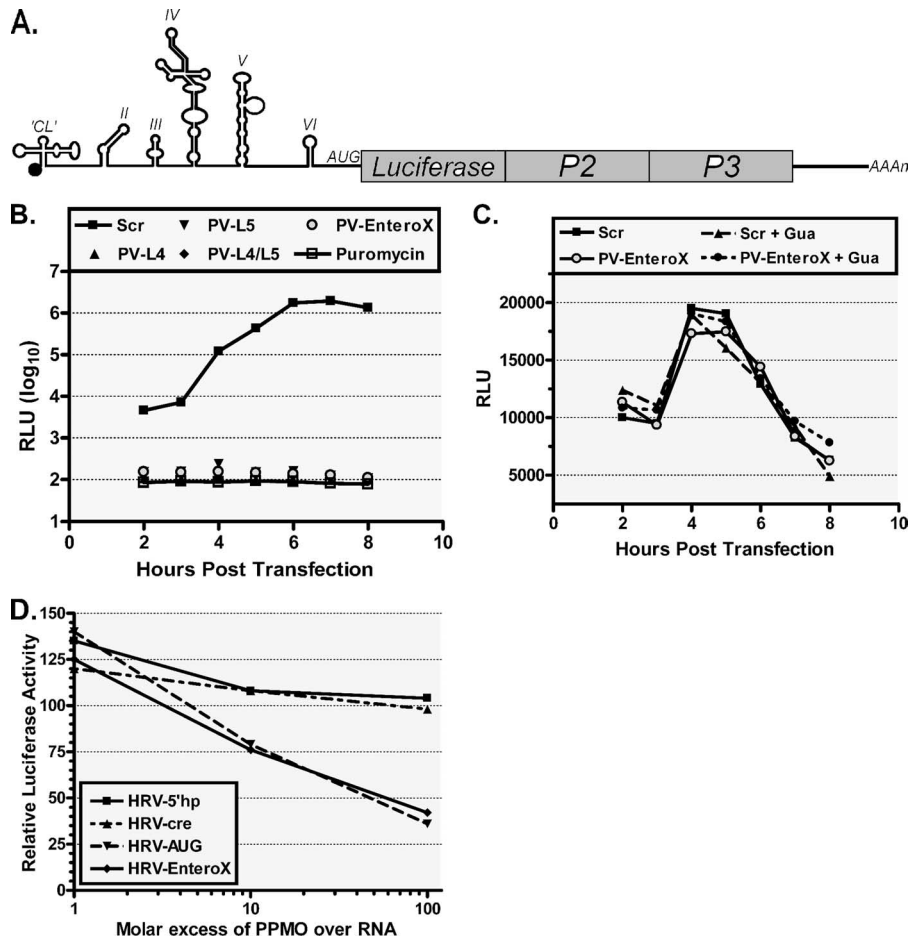 A.
IV
'CL'
II
III
V
VI
AUG
Luciferase
P2
P3
AAAn
B.
Scr
PV-L5
PV-EnteroX
PV-L4
PV-L4/L5
Puromycin
RLU (log10)
7
6
5
4
3
2
1
0 2 4 6 8 10
Hours Post Transfection
C.
Scr
Scr + Gua
PV-EnteroX
PV-EnteroX + Gua
RLU
20000
15000
10000
5000
0 2 4 6 8 10
Hours Post Transfection
D.
Relative Luciferase Activity
150
125
100
75
50
25
0
HRV-5'hp
HRV-cre
HRV-AUG
HRV-EnteroX
1 10 100
Molar excess of PPMO over RNA